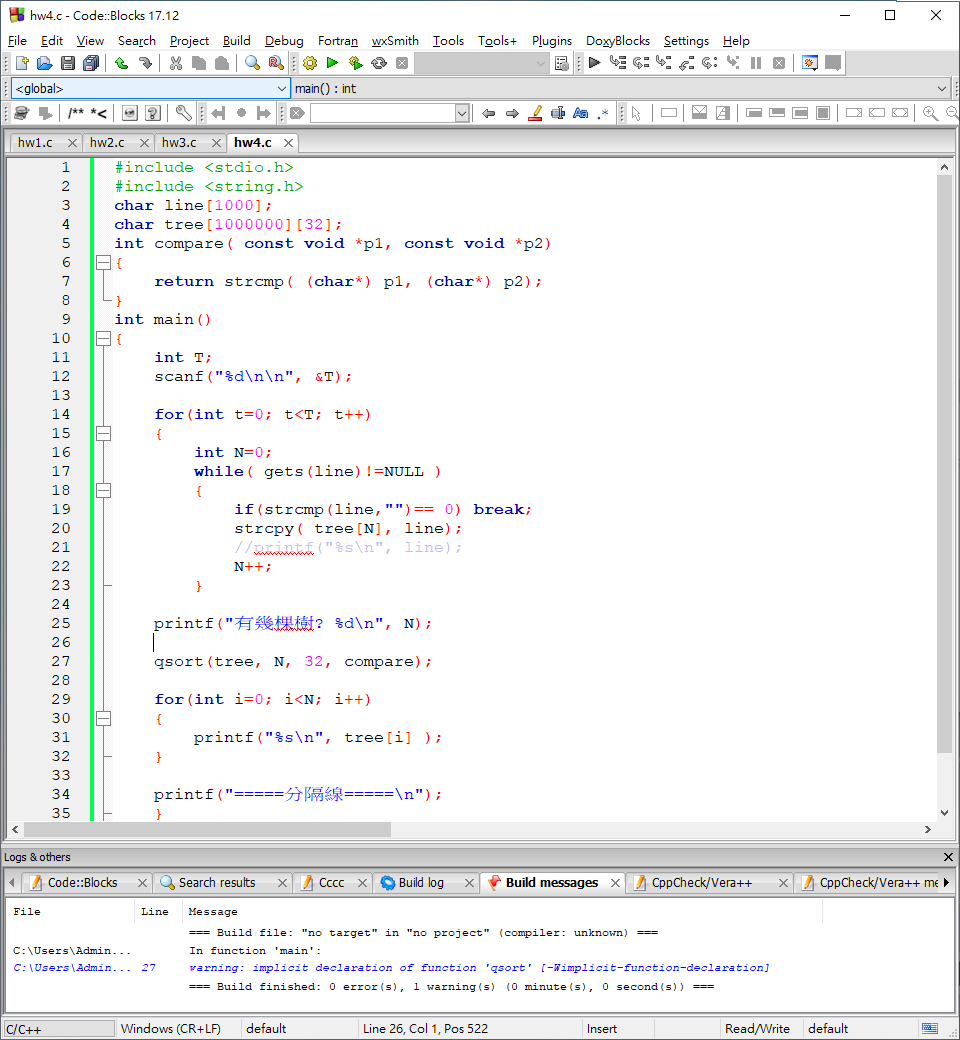 hw4.c - Code::Blocks 17.12
File Edit View Search Project Build Debug Fortran wxSmith Tools Tools+ Plugins DoxyBlocks Settings Help
<global> main() : int
/** *< Aa .*
hw1.c hw2.c hw3.c hw4.c
1 #include <stdio.h>
2 #include <string.h>
3 char line[1000];
4 char tree[1000000][32];
5 int compare( const void *p1, const void *p2)
6 {
7 return strcmp( (char*) p1, (char*) p2);
8 }
9 int main()
10 {
11 int T;
12 scanf("%d\n\n", &T);
13
14 for(int t=0; t<T; t++)
15 {
16 int N=0;
17 while( gets(line)!=NULL )
18 {
19 if(strcmp(line,"")== 0) break;
20 strcpy( tree[N], line);
21 //printf("%s\n", line);
22 N++;
23 }
24
25 printf("有幾棵樹? %d\n", N);
26
27 qsort(tree, N, 32, compare);
28
29 for(int i=0; i<N; i++)
30 {
31 printf("%s\n", tree[i] );
32 }
33
34 printf("=====分隔線=====\n");
35 }
Logs & others
Code::Blocks Search results Cccc Build log Build messages CppCheck/Vera++ CppCheck/Vera++ me
File Line Message
=== Build file: "no target" in "no project" (compiler: unknown) ===
C:\Users\Admin... In function 'main':
C:\Users\Admin... 27 warning: implicit declaration of function 'qsort' [-Wimplicit-function-declaration]
=== Build finished: 0 error(s), 1 warning(s) (0 minute(s), 0 second(s)) ===
C/C++ Windows (CR+LF) default Line 26, Col 1, Pos 522 Insert Read/Write default